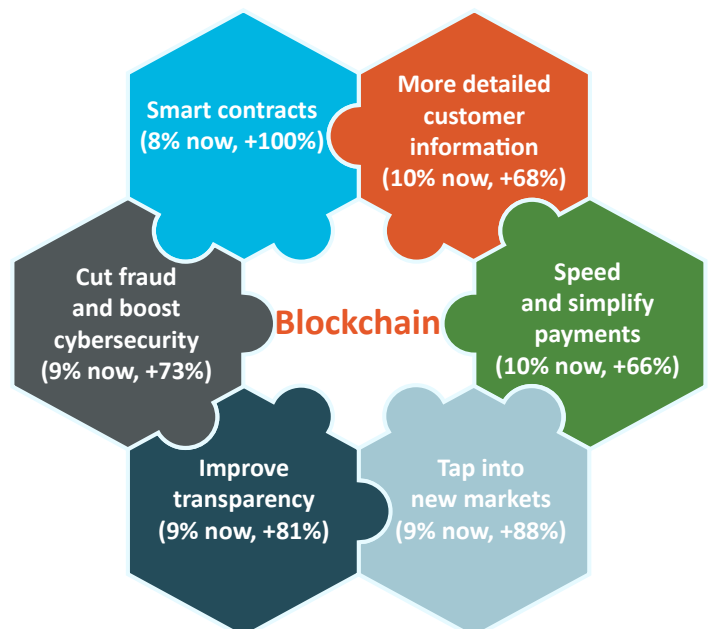 Smart contracts
(8% now, +100%)
More detailed
customer
information
(10% now, +68%)
Cut fraud
and boost
cybersecurity
(9% now, +73%)
Blockchain
Speed
and simplify
payments
(10% now, +66%)
Improve
transparency
(9% now, +81%)
Tap into
new markets
(9% now, +88%)